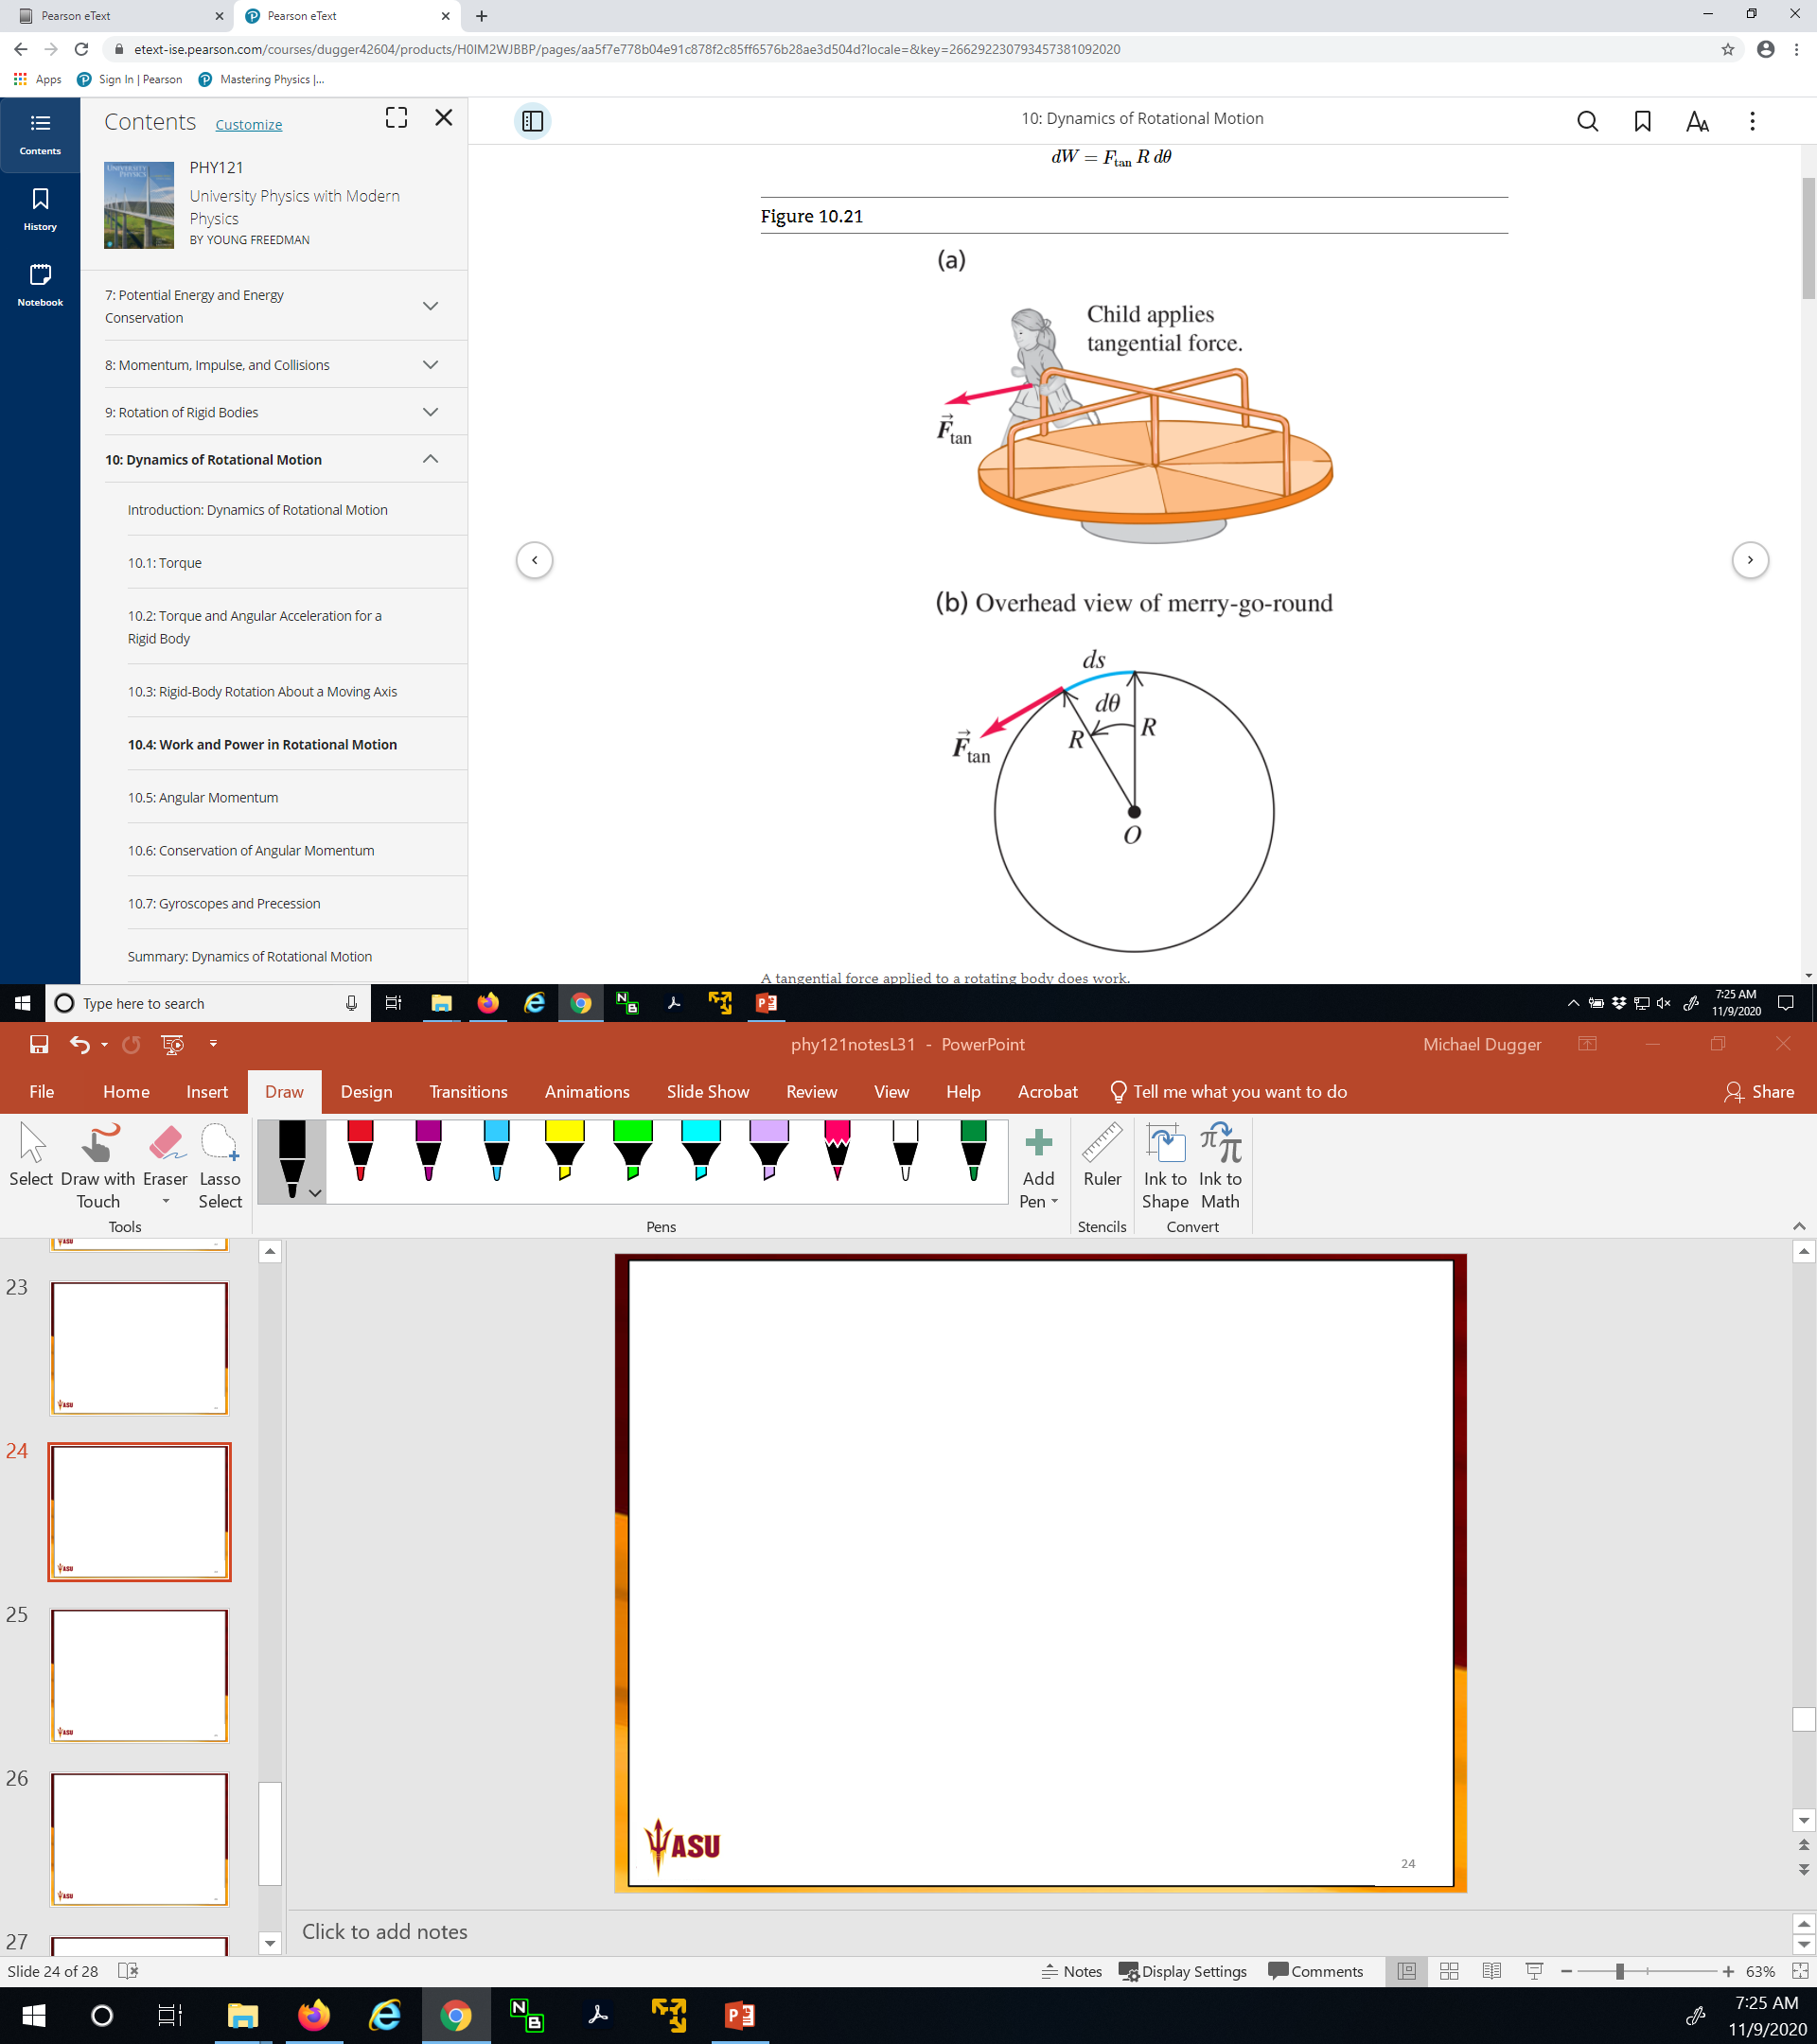 Pearson eText
Pearson eText
etext-ise.pearson.com/courses/dugger42604/products/H0IM2WJBBP/pages/aa5f7e778b04e91c878f2c85ff6576b28ae3d504d?locale=&key=266292230793457381092020
Apps
Sign In | Pearson
Mastering Physics |...
Contents
History
Notebook
Contents
Customize
UNIVERSITY PHYSICS
PHY121
University Physics with Modern
Physics
BY YOUNG FREEDMAN
7: Potential Energy and Energy
Conservation
8: Momentum, Impulse, and Collisions
9: Rotation of Rigid Bodies
10: Dynamics of Rotational Motion
Introduction: Dynamics of Rotational Motion
10.1: Torque
10.2: Torque and Angular Acceleration for a
Rigid Body
10.3: Rigid-Body Rotation About a Moving Axis
10.4: Work and Power in Rotational Motion
10.5: Angular Momentum
10.6: Conservation of Angular Momentum
10.7: Gyroscopes and Precession
Summary: Dynamics of Rotational Motion
10: Dynamics of Rotational Motion
dW = F_tan R dθ
Figure 10.21
(a)
Child applies
tangential force.
F⃗_tan
(b) Overhead view of merry-go-round
ds
dθ
R
R
F⃗_tan
O
A tangential force applied to a rotating body does work.
Type here to search
7:25 AM
11/9/2020
phy121notesL31 - PowerPoint
Michael Dugger
File Home Insert Draw Design Transitions Animations Slide Show Review View Help Acrobat Tell me what you want to do Share
Select
Draw with
Touch
Eraser
Lasso
Select
Add
Pen
Ruler
Ink to
Shape
Ink to
Math
Tools
Pens
Stencils
Convert
ASU
23
ASU
24
ASU
25
ASU
26
ASU
27
ASU
24
Click to add notes
Slide 24 of 28
Notes
Display Settings
Comments
63%
7:25 AM
11/9/2020